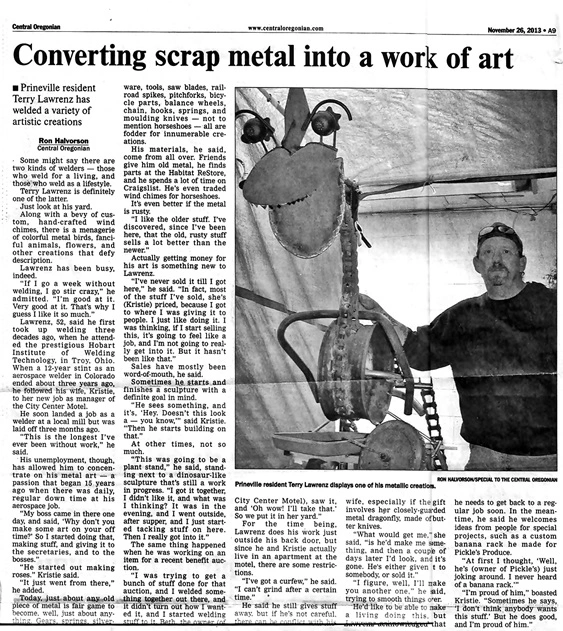 Central Oregonian
www.centraloregonian.com
November 26, 2013 • A9
Converting scrap metal into a work of art
■ Prineville resident
Terry Lawrenz has
welded a variety of
artistic creations
Ron Halvorson
Central Oregonian
Some might say there are
two kinds of welders — those
who weld for a living, and
those who weld as a lifestyle.
Terry Lawrenz is definitely
one of the latter.
Just look at his yard.
Along with a bevy of cus-
tom, hand-crafted wind
chimes, there is a menagerie
of colorful metal birds, fanci-
ful animals, flowers, and
other creations that defy
description.
Lawrenz has been busy,
indeed.
"If I go a week without
welding, I go stir crazy," he
admitted. "I'm good at it.
Very good at it. That's why I
guess I like it so much."
Lawrenz, 52, said he first
took up welding three
decades ago, when he attend-
ed the prestigious Hobart
Institute of Welding
Technology, in Troy, Ohio.
When a 12-year stint as an
aerospace welder in Colorado
ended about three years ago,
he followed his wife, Kristie,
to her new job as manager of
the City Center Motel.
He soon landed a job as a
welder at a local mill but was
laid off three months ago.
"This is the longest I've
ever been without work," he
said.
His unemployment, though,
has allowed him to concen-
trate on his metal art — a
passion that began 15 years
ago when there was daily,
regular down time at his
aerospace job.
"My boss came in there one
day, and said, 'Why don't you
make some art on your off
time?' So I started doing that,
making stuff, and giving it to
the secretaries, and to the
bosses."
"He started out making
roses." Kristie said.
"It just went from there,"
he added.
Today, just about any old
piece of metal is fair game to
become, well, just about any-
thing. Gears, springs, silver-
ware, tools, saw blades, rail-
road spikes, pitchforks, bicy-
cle parts, balance wheels,
chain, hooks, springs, and
moulding knives — not to
mention horseshoes — all are
fodder for innumerable cre-
ations.
His materials, he said,
come from all over. Friends
give him old metal, he finds
parts at the Habitat ReStore,
and he spends a lot of time on
Craigslist. He's even traded
wind chimes for horseshoes.
It's even better if the metal
is rusty.
"I like the older stuff. I've
discovered, since I've been
here, that the old, rusty stuff
sells a lot better than the
newer."
Actually getting money for
his art is something new to
Lawrenz.
"I've never sold it till I got
here," he said. "In fact, most
of the stuff I've sold, she's
(Kristie) priced, because I got
to where I was giving it to
people. I just like doing it. I
was thinking, if I start selling
this, it's going to feel like a
job, and I'm not going to real-
ly get into it. But it hasn't
been like that."
Sales have mostly been
word-of-mouth, he said.
Sometimes he starts and
finishes a sculpture with a
definite goal in mind.
"He sees something, and
it's, 'Hey. Doesn't this look
a — you know,'" said Kristie.
"Then he starts building on
that."
At other times, not so
much.
"This was going to be a
plant stand," he said, stand-
ing next to a dinosaur-like
sculpture that's still a work
in progress. "I got it together,
I didn't like it, and what was
I thinking? It was in the
evening, and I went outside,
after supper, and I just start-
ed tacking stuff on here.
Then I really got into it."
The same thing happened
when he was working on an
item for a recent benefit auc-
tion.
"I was trying to get a
bunch of stuff done for that
auction, and I welded some-
thing together out there, and
it didn't turn out how I want-
ed it, and I started welding
stuff to it. Beth, the owner (of
RON HALVORSON/SPECIAL TO THE CENTRAL OREGONIAN
Prineville resident Terry Lawrenz displays one of his metallic creations.
City Center Motel), saw it,
and 'Oh wow! I'll take that.'
So we put it in her yard."
For the time being,
Lawrenz does his work just
outside his back door, but
since he and Kristie actually
live in an apartment at the
motel, there are some restric-
tions.
"I've got a curfew," he said.
"I can't grind after a certain
time."
He said he still gives stuff
away, but if he's not careful,
there can be conflict with his
wife, especially if the gift
involves her closely-guarded
metal dragonfly, made of but-
ter knives.
"What would get me," she
said, "is he'd make me some-
thing, and then a couple of
days later I'd look, and it's
gone. He's either given it to
somebody, or sold it."
"I figure, well, I'll make
you another one," he said,
trying to smooth things over.
He'd like to be able to make
a living doing this, but
that
he needs to get back to a reg-
ular job soon. In the mean-
time, he said he welcomes
ideas from people for special
projects, such as a custom
banana rack he made for
Pickle's Produce.
"At first I thought, 'Well,
he's (owner of Pickle's) just
joking around. I never heard
of a banana rack.'"
"I'm proud of him," boasted
Kristie. "Sometimes he says,
'I don't think anybody wants
this stuff.' But he does good,
and I'm proud of him."